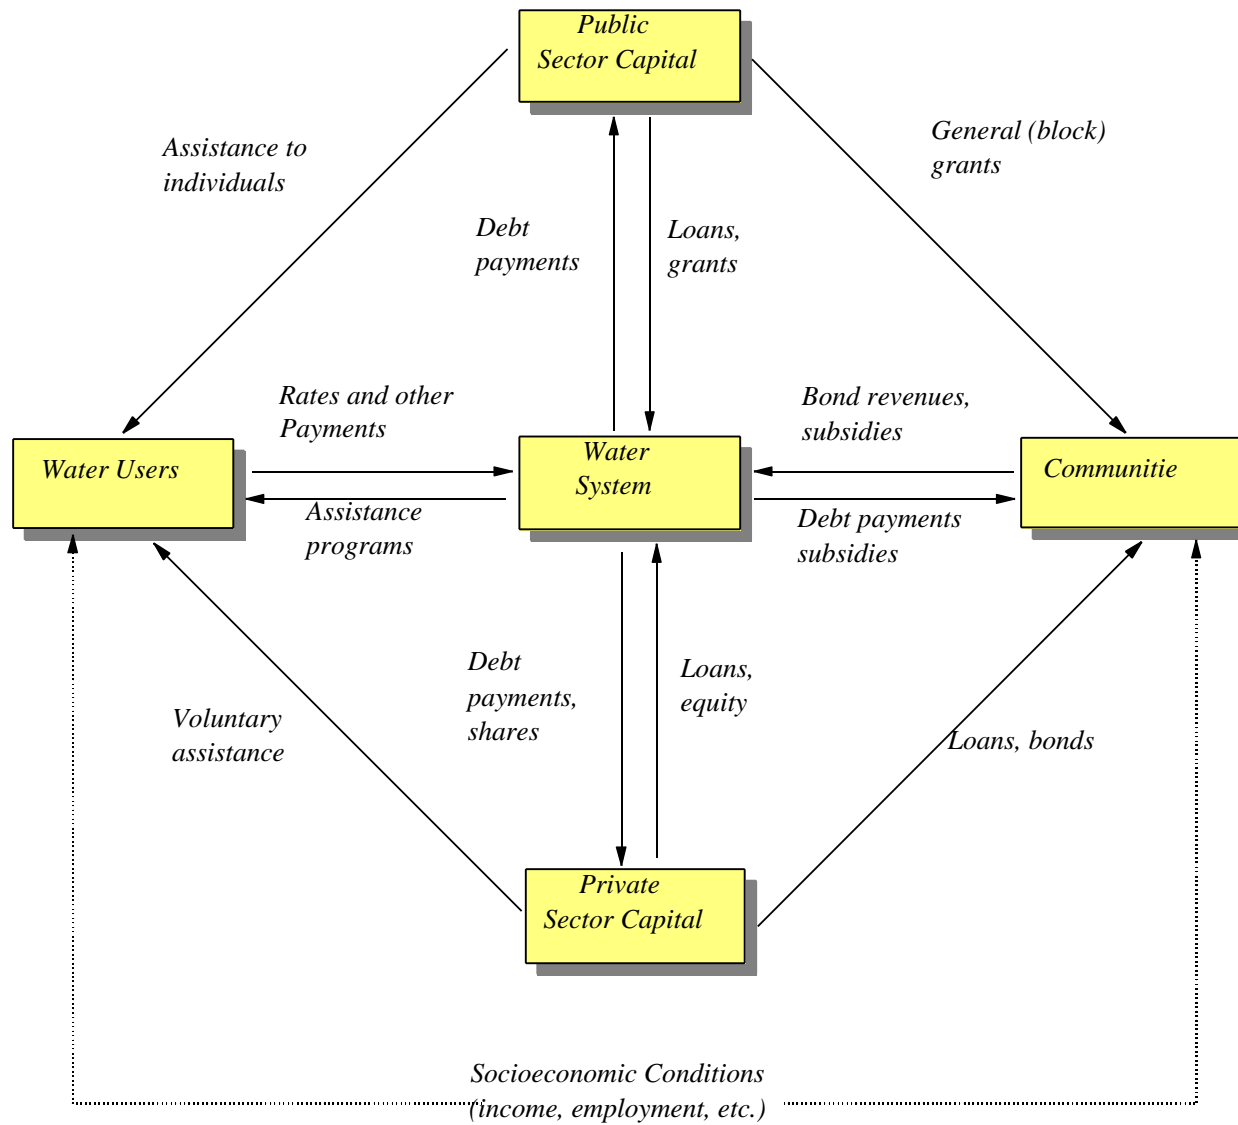 Public
Sector Capital
General (block)
grants
Assistance to
individuals
Debt
payments
Loans,
grants
Rates and other
Payments
Bond revenues,
subsidies
Water Users
Water
System
Communitie
Assistance
programs
Debt payments
subsidies
Debt
payments,
shares
Loans,
equity
Voluntary
assistance
Loans, bonds
Private
Sector Capital
Socioeconomic Conditions
(income, employment, etc.)